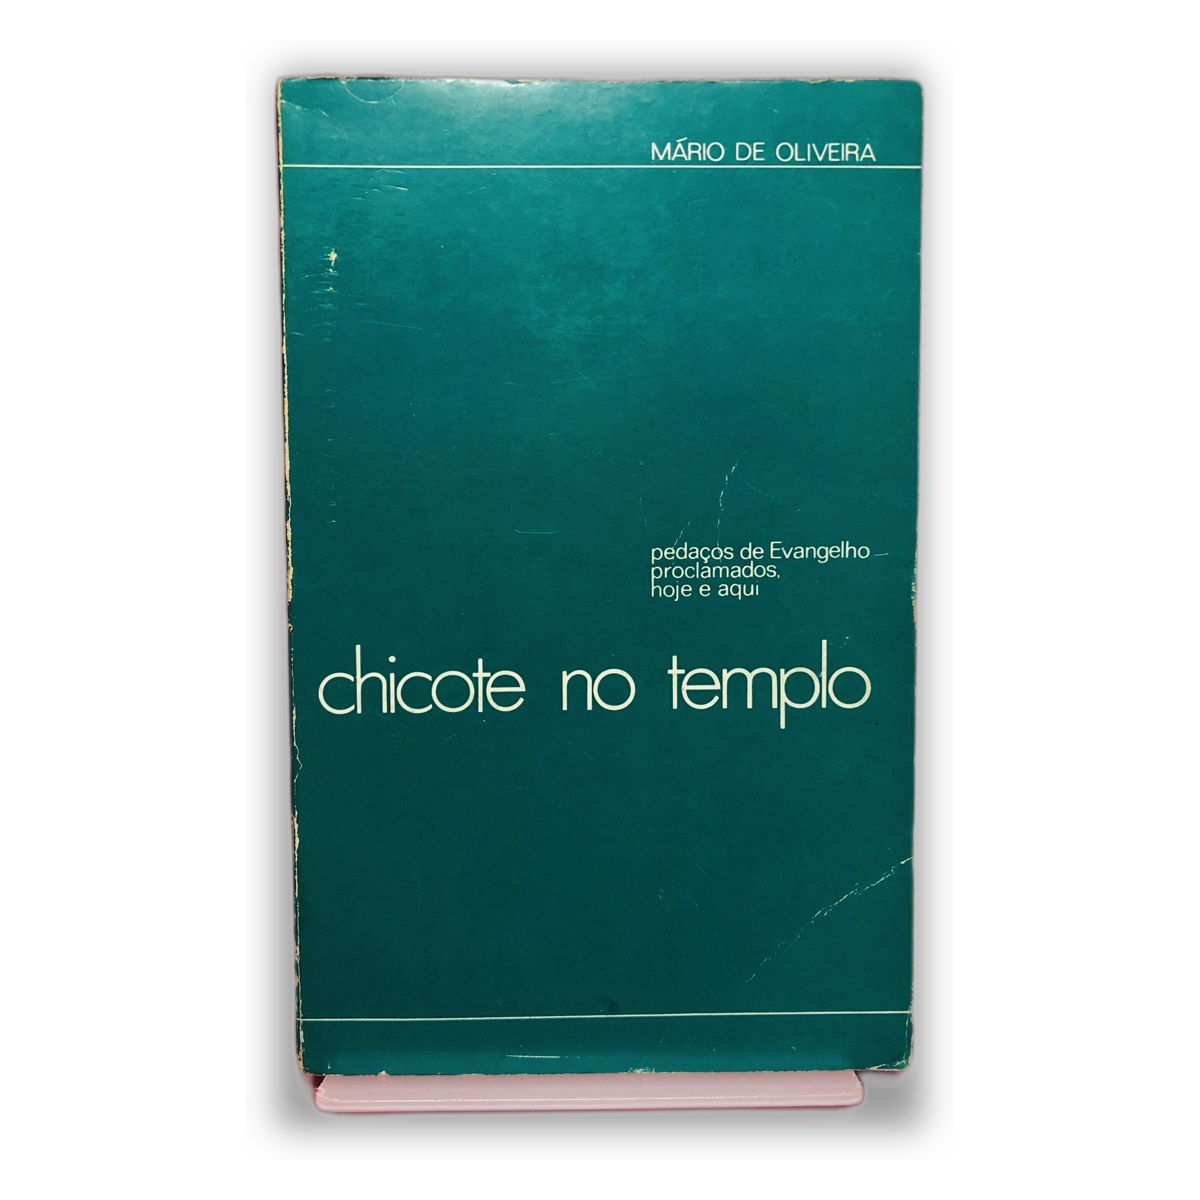 MÁRIO DE OLIVEIRA
pedaços de Evangelho
proclamados,
hoje e aqui
chicote no templo